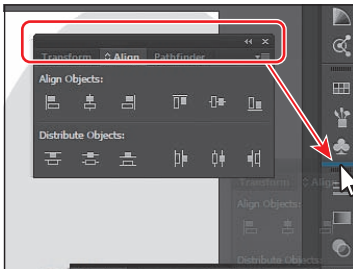 Transform Align Pathfinder
Align Objects:
Distribute Objects:
Transform Align
Align Objects:
Distribute Objects: